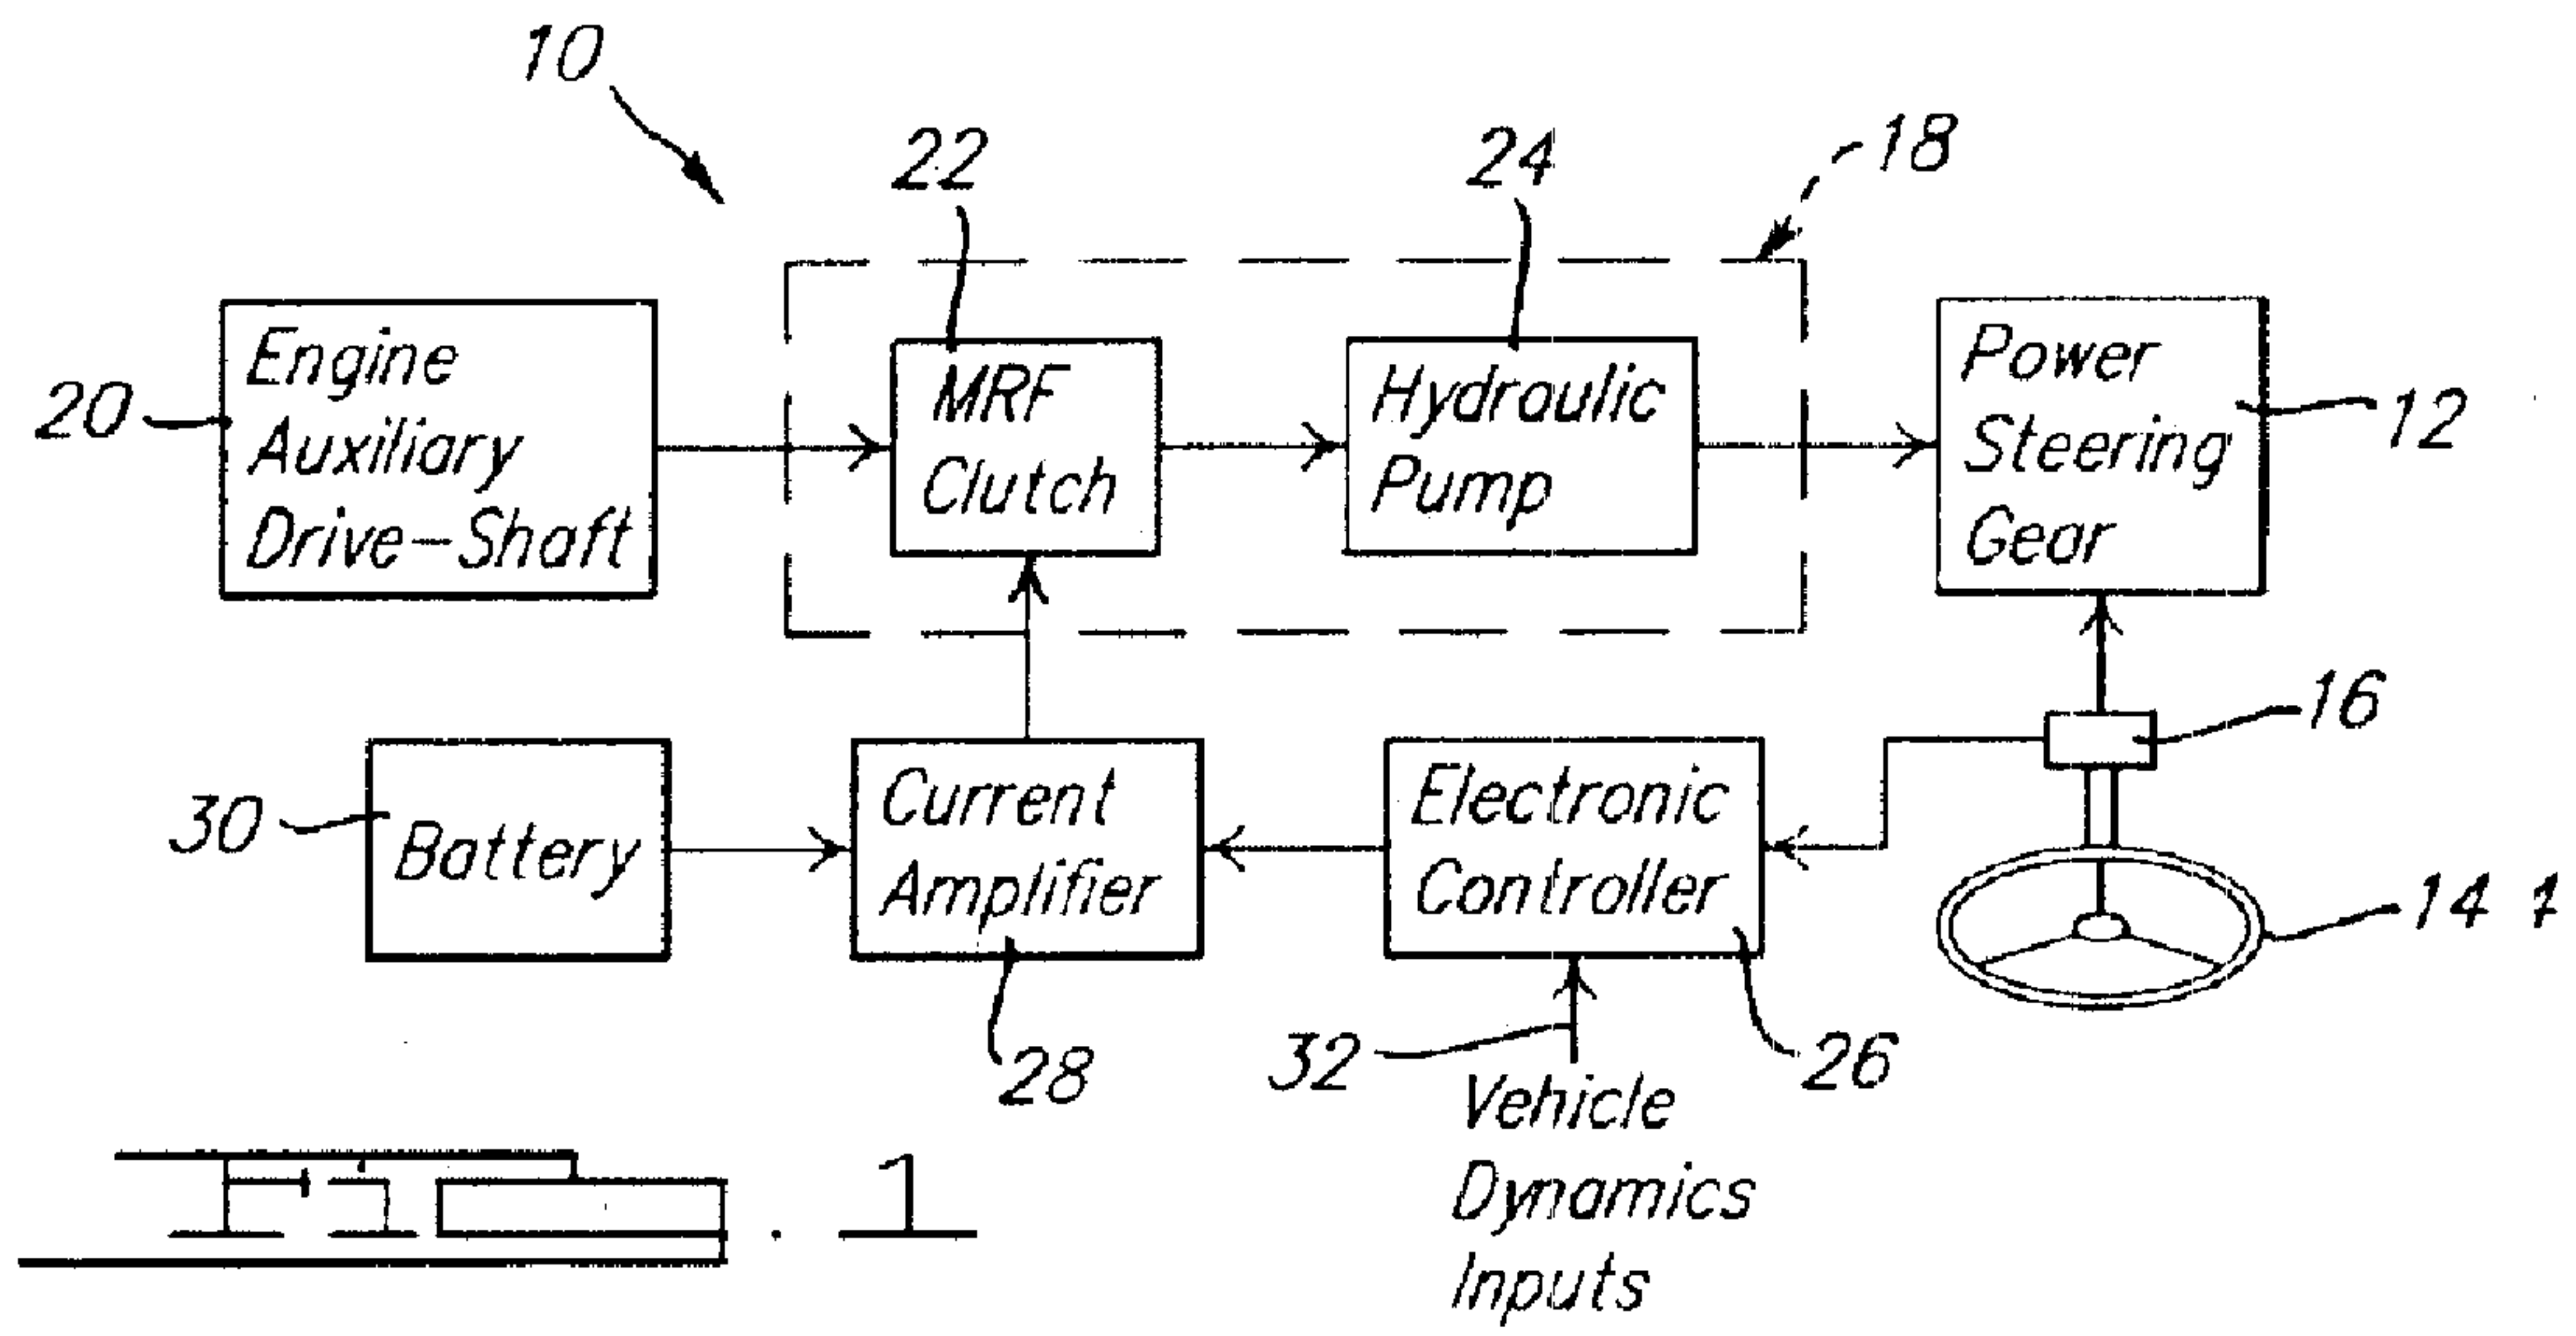 10
22
24
18
20
Engine
Auxiliary
Drive-Shaft
MRF
Clutch
Hydraulic
Pump
Power
Steering
Gear
12
16
30
Battery
Current
Amplifier
Electronic
Controller
14
28
32
26
Vehicle
Dynamics
Inputs
Fig. 1